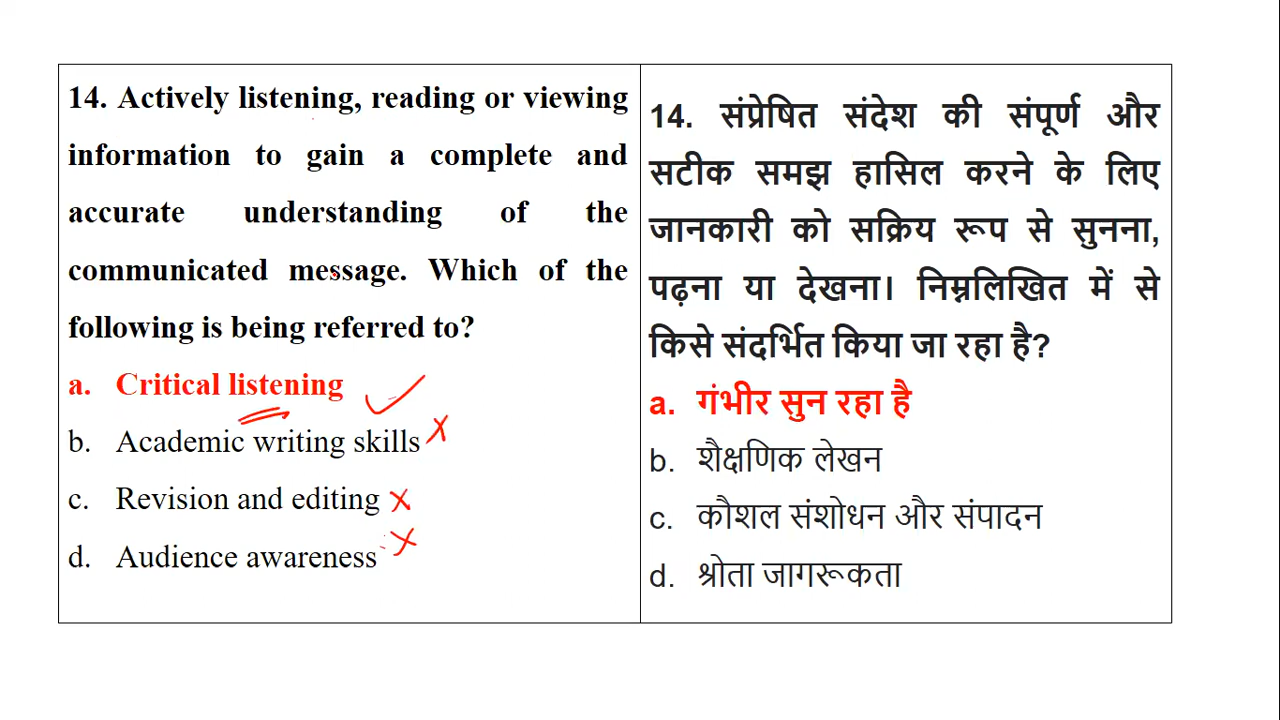 14. Actively listening, reading or viewing
information to gain a complete and
accurate understanding of the
communicated message. Which of the
following is being referred to?
a. Critical listening
b. Academic writing skills
c. Revision and editing
d. Audience awareness
14. संप्रेषित संदेश की संपूर्ण और
सटीक समझ हासिल करने के लिए
जानकारी को सक्रिय रूप से सुनना,
पढ़ना या देखना। निम्नलिखित में से
किसे संदर्भित किया जा रहा है?
a. गंभीर सुन रहा है
b. शैक्षणिक लेखन
c. कौशल संशोधन और संपादन
d. श्रोता जागरूकता